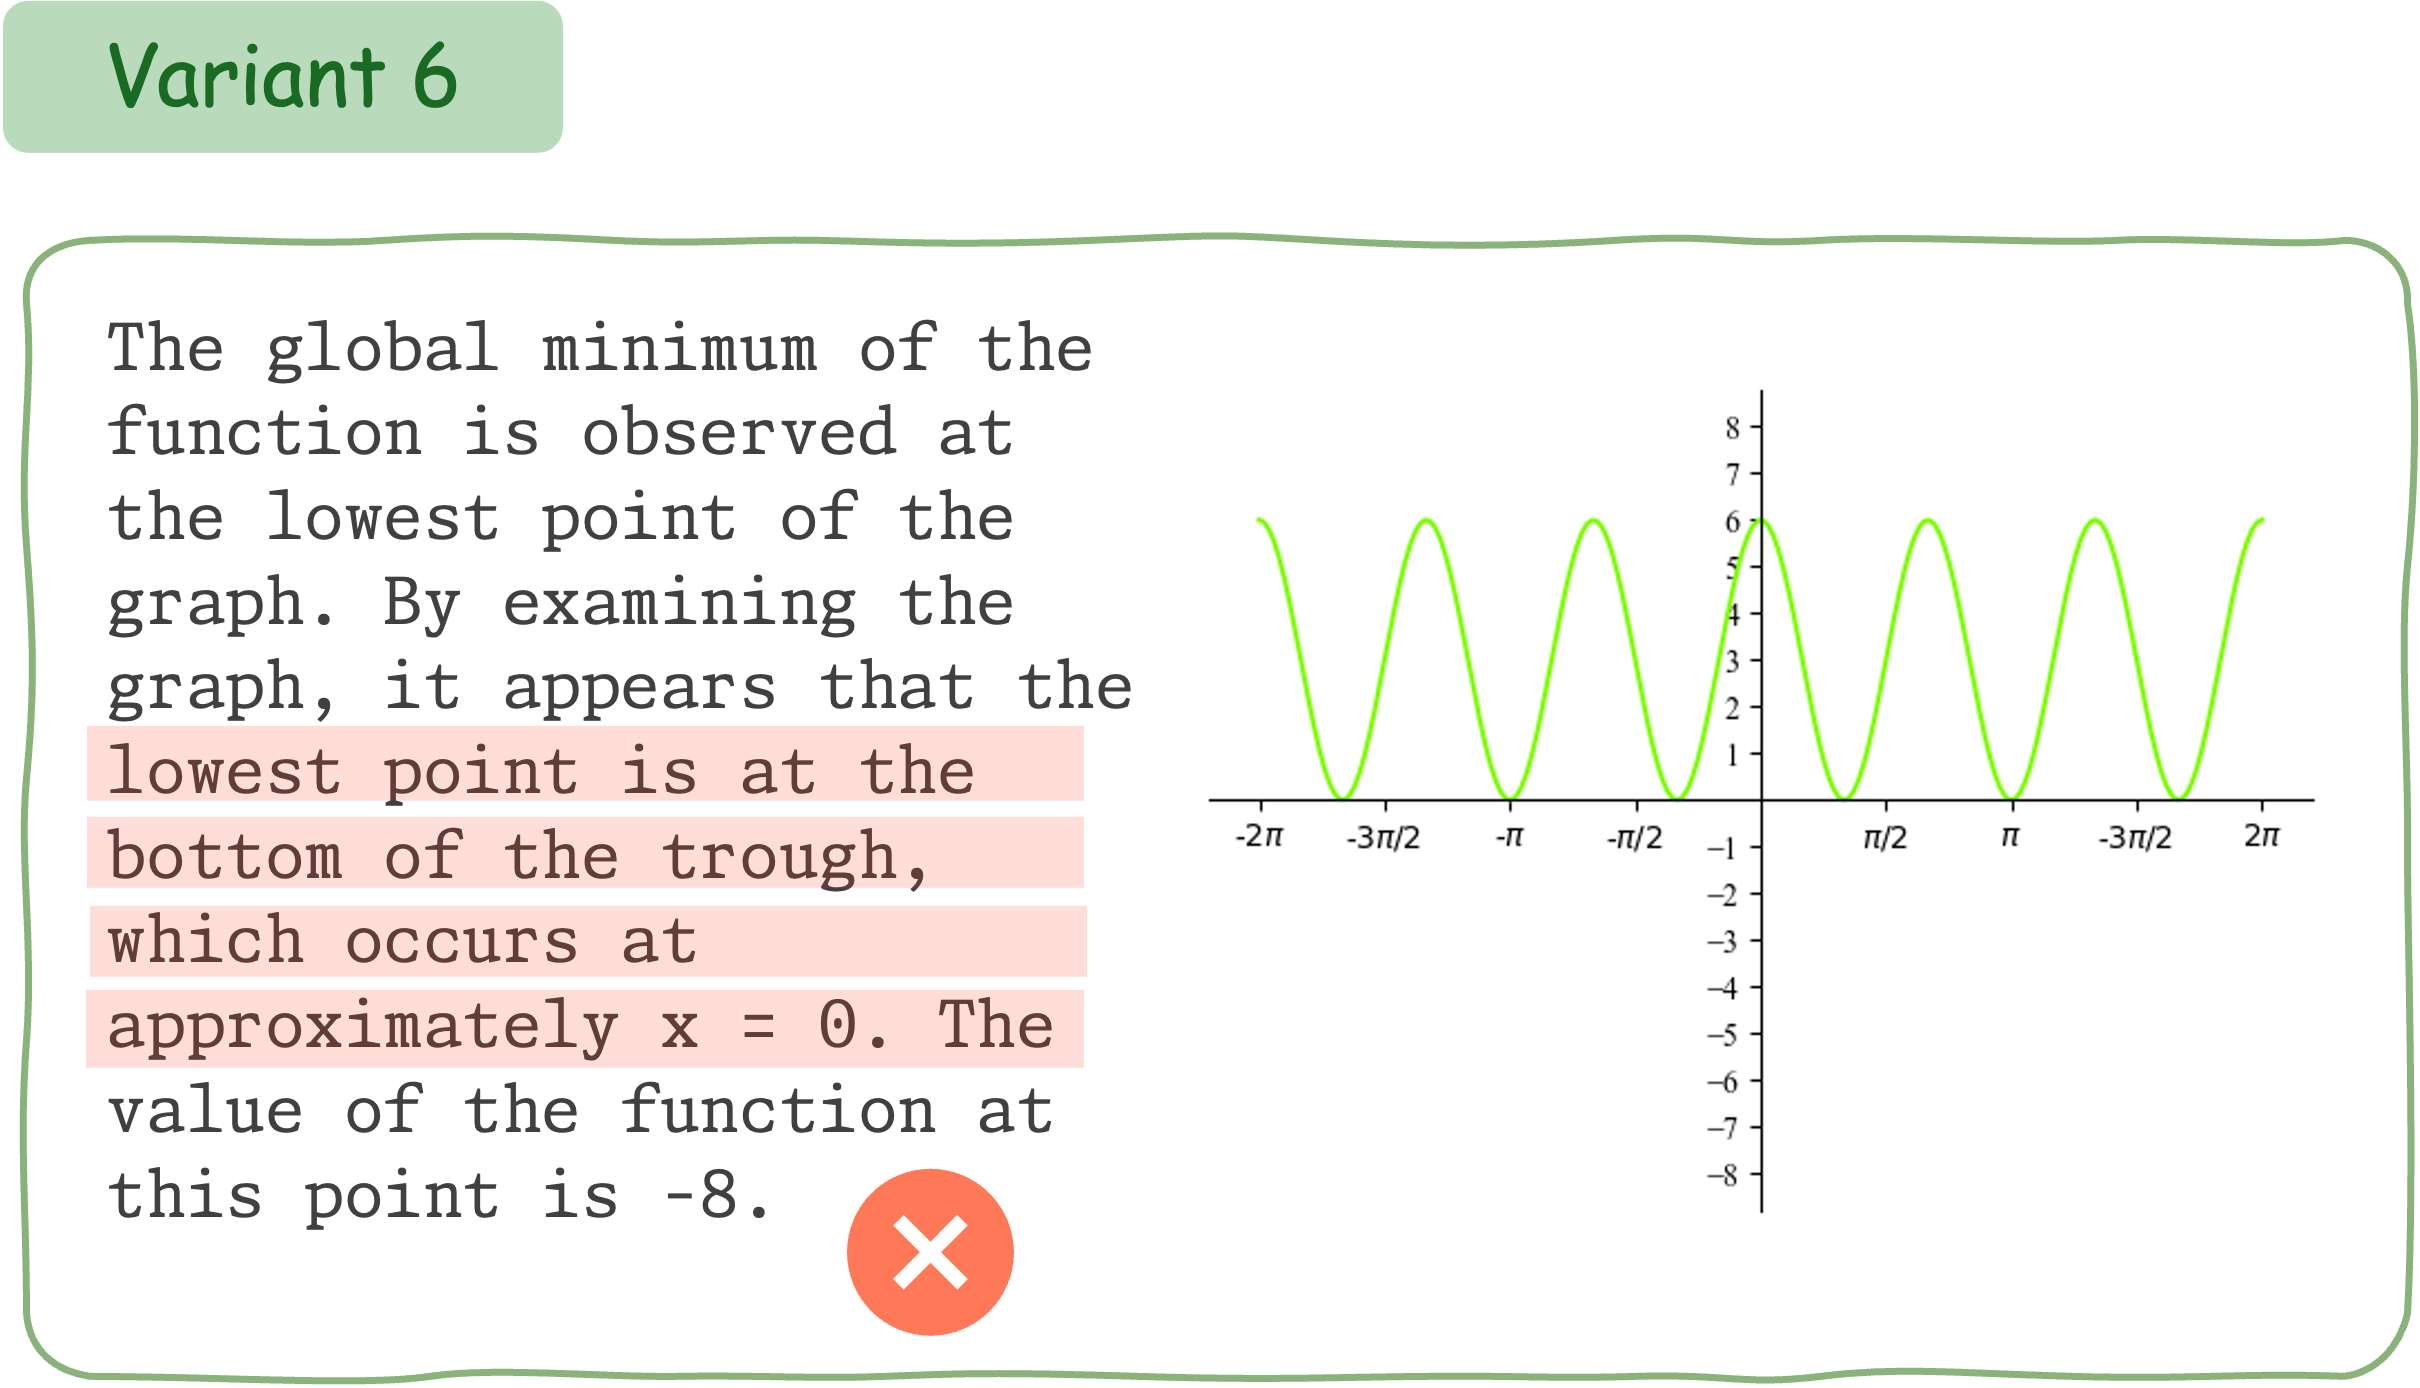 Variant 6
The global minimum of the
function is observed at
the lowest point of the
graph. By examining the
graph, it appears that the
lowest point is at the
bottom of the trough,
which occurs at
approximately x = 0. The
value of the function at
this point is -8.
8
7
6
5
4
3
2
1
-2π -3π/2 -π -π/2 π/2 π -3π/2 2π
−1
−2
−3
−4
−5
−6
−7
−8